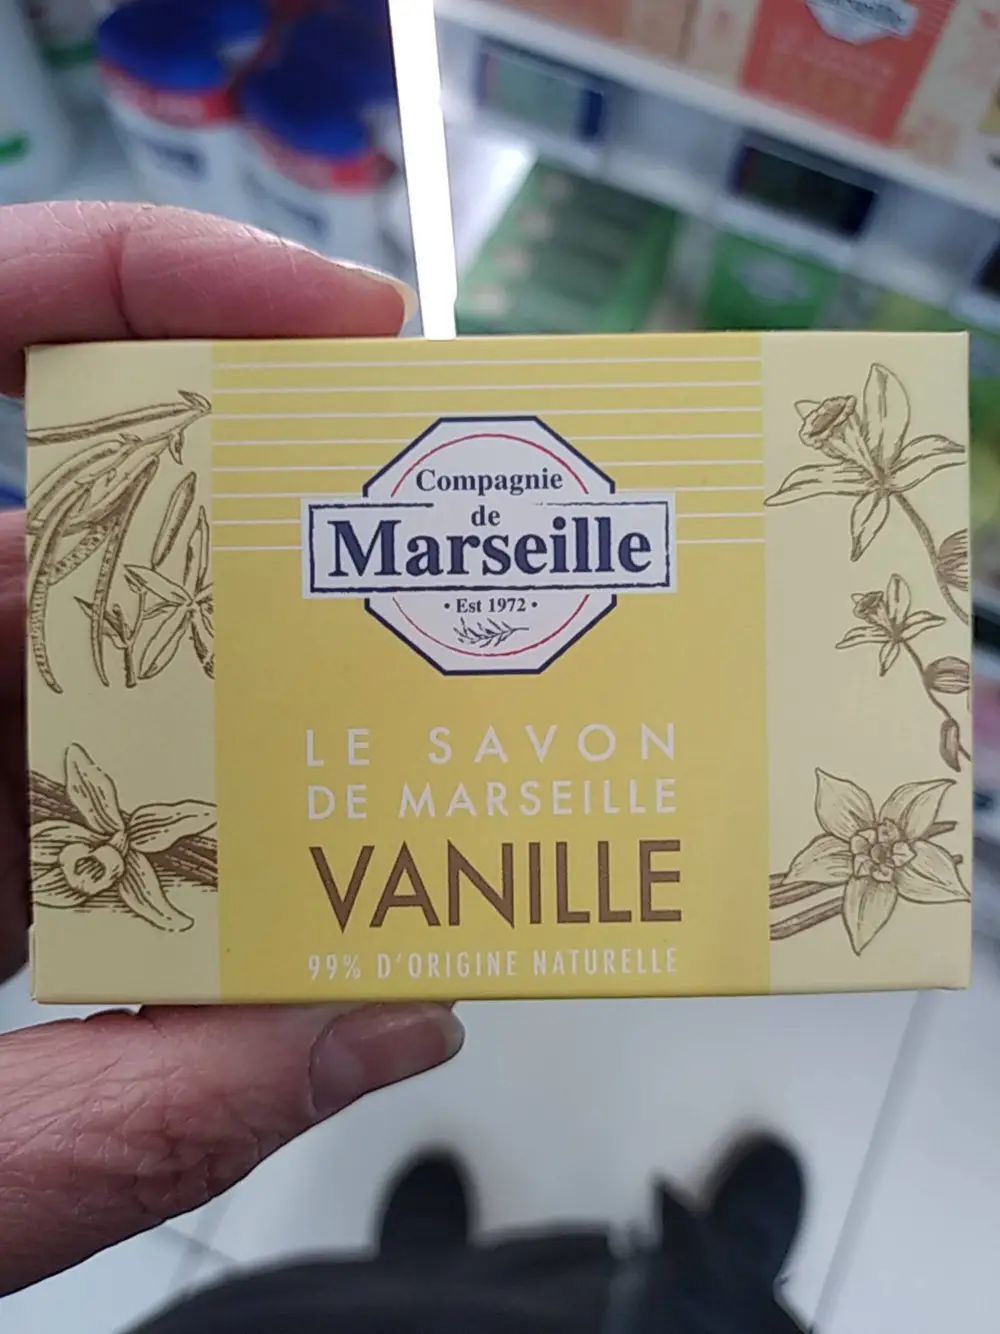 Compagnie
de
Marseille
• Est 1972 •
LE SAVON
DE MARSEILLE
VANILLE
99% D'ORIGINE NATURELLE